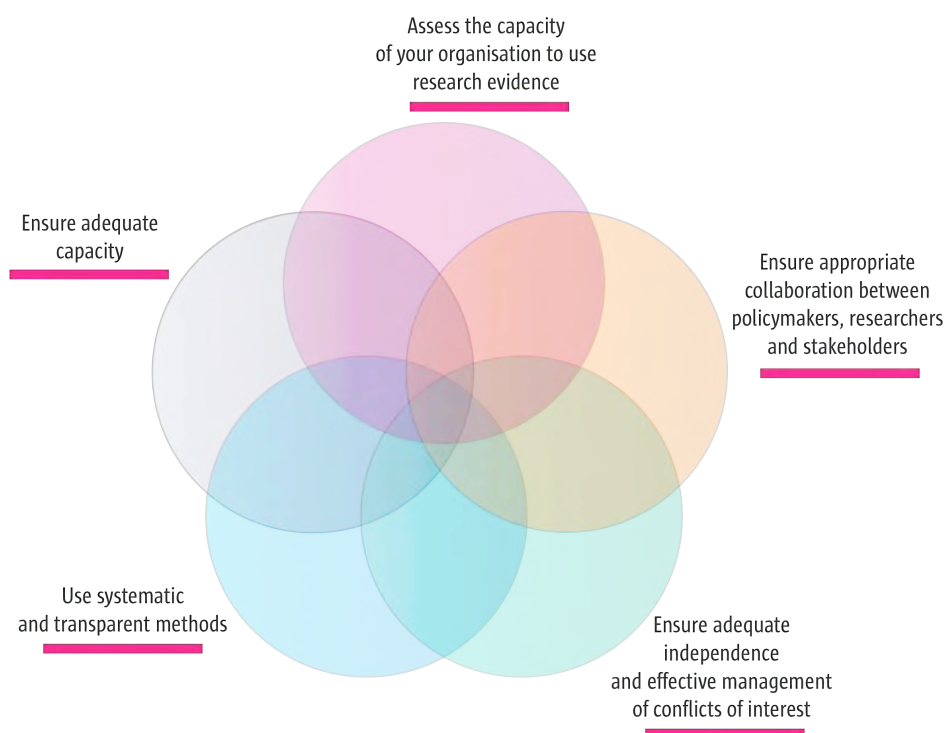 Assess the capacity
of your organisation to use
research evidence
Ensure adequate
capacity
Ensure appropriate
collaboration between
policymakers, researchers
and stakeholders
Use systematic
and transparent methods
Ensure adequate
independence
and effective management
of conflicts of interest